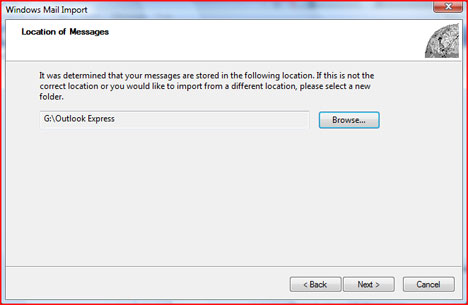 Windows Mail Import
Location of Messages
It was determined that your messages are stored in the following location. If this is not the
correct location or you would like to import from a different location, please select a new
folder.
G:\Outlook Express
Browse...
< Back
Next >
Cancel